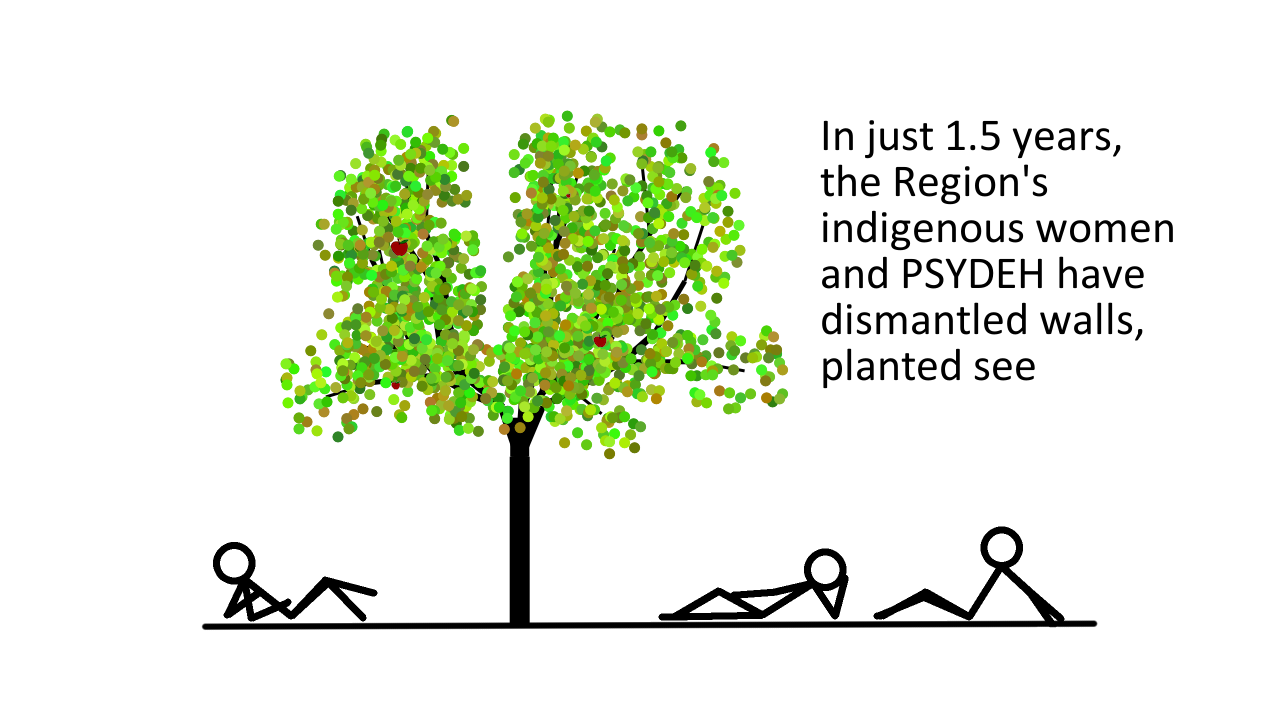 In just 1.5 years,
the Region's
indigenous women
and PSYDEH have
dismantled walls,
planted see